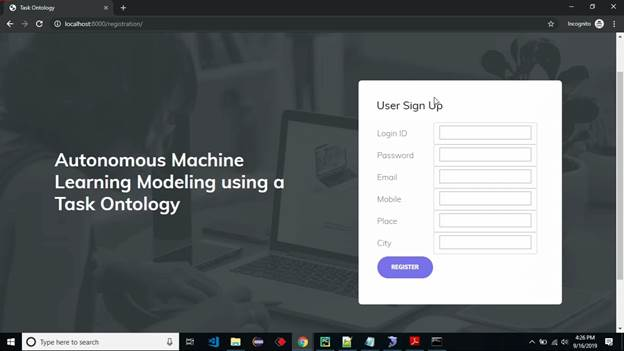 Task Ontology
localhost:8000/registration/
Incognito
User Sign Up
Login ID
Password
Email
Mobile
Place
City
REGISTER
Autonomous Machine
Learning Modeling using a
Task Ontology
Type here to search
4:26 PM
9/16/2019